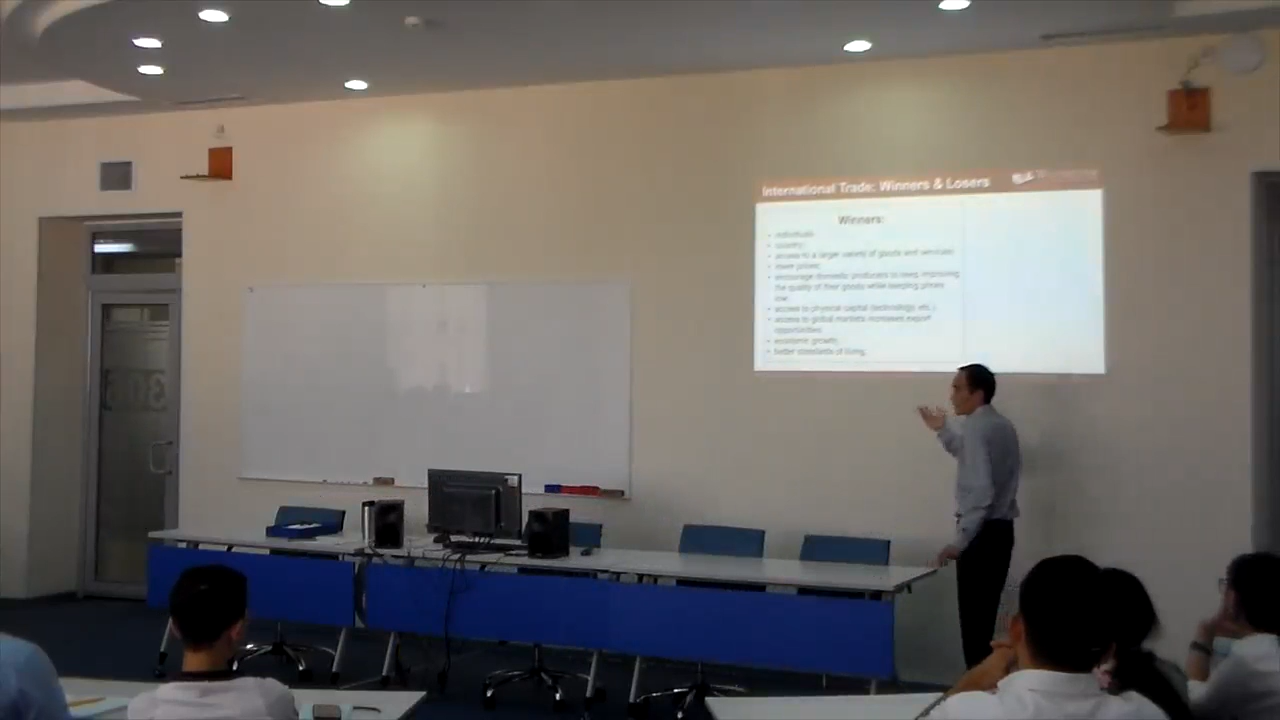 International Trade: Winners & Losers
Winners:
individuals
country
access to a larger variety of goods and services
lower prices
encourage domestic producers to keep improving
the quality of their goods while keeping prices
low
access to physical capital (technology etc.)
access to global markets increases export
opportunities
economic growth
better standards of living
308